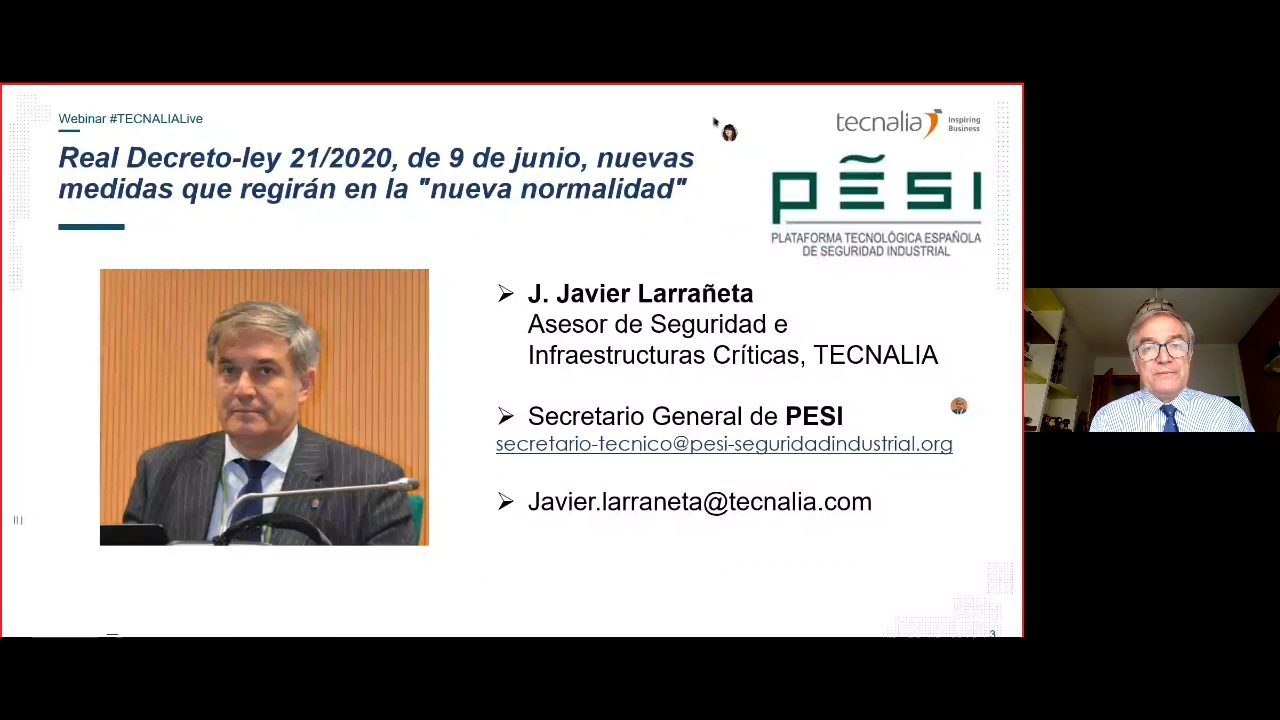 Webinar #TECNALIALive
Real Decreto-ley 21/2020, de 9 de junio, nuevas
medidas que regirán en la "nueva normalidad"
tecnalia Inspiring
Business
PESI
PLATAFORMA TECNOLÓGICA ESPAÑOLA
DE SEGURIDAD INDUSTRIAL
J. Javier Larrañeta
Asesor de Seguridad e
Infraestructuras Críticas, TECNALIA
Secretario General de PESI
secretario-tecnico@pesi-seguridadindustrial.org
Javier.larraneta@tecnalia.com
3